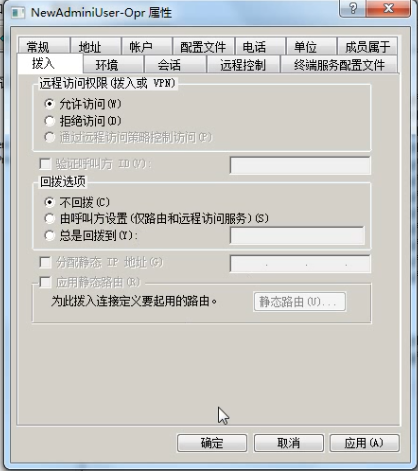 NewAdminiUser-Opr 属性
常规 地址 帐户 配置文件 电话 单位 成员属于
拨入 环境 会话 远程控制 终端服务配置文件
远程访问权限(拨入或 VPN)
允许访问(W)
拒绝访问(D)
通过远程访问策略控制访问(P)
验证呼叫方 ID(V):
回拨选项
不回拨(C)
由呼叫方设置(仅路由和远程访问服务)(S)
总是回拨到(Y):
分配静态 IP 地址(G)
应用静态路由(R)
为此拨入连接定义要起用的路由。 静态路由(U)...
确定 取消 应用(A)